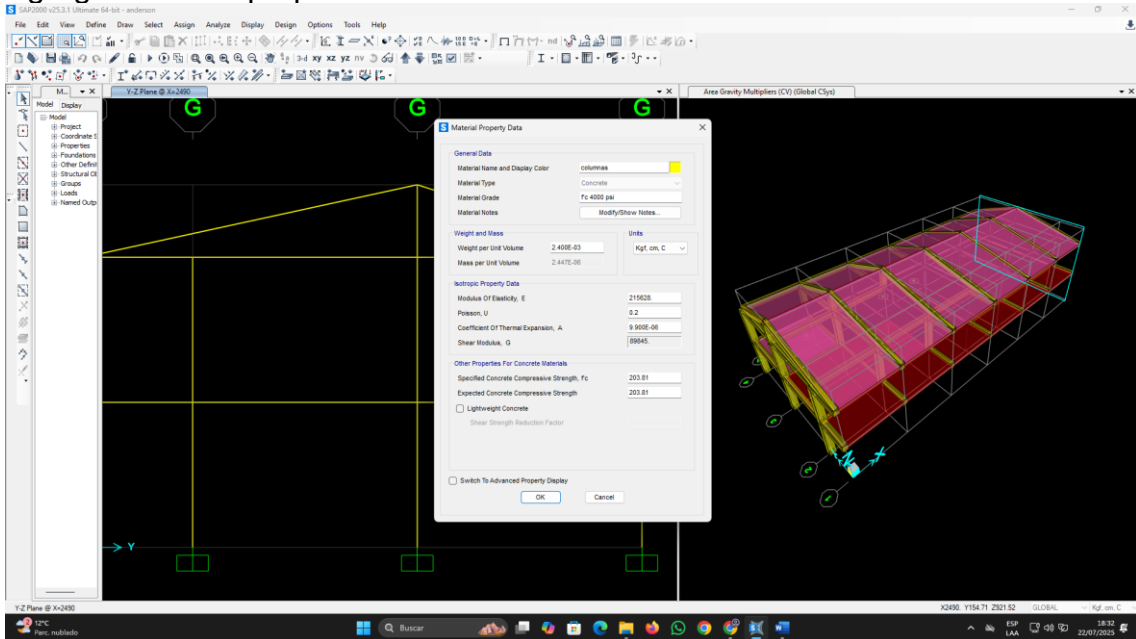 SAP2000 v25.3.1 Ultimate 64-bit - anderson
File Edit View Define Draw Select Assign Analyze Display Design Options Tools Help
nd
3-d xy xz yz nv
M...
Y-Z Plane @ X=2490
Area Gravity Multipliers (CV) (Global CSys)
Model Display
Model
Project
Coordinate S
Properties
Foundations
Other Definit
Structural Ob
Groups
Loads
Named Outp
G G G
Material Property Data
General Data
Material Name and Display Color columnas
Material Type Concrete
Material Grade f'c 4000 psi
Material Notes Modify/Show Notes...
Weight and Mass Units
Weight per Unit Volume 2.400E-03 Kgf, cm, C
Mass per Unit Volume 2.447E-06
Isotropic Property Data
Modulus Of Elasticity, E 215628.
Poisson, U 0.2
Coefficient Of Thermal Expansion, A 9.900E-06
Shear Modulus, G 89845.
Other Properties For Concrete Materials
Specified Concrete Compressive Strength, f'c 203.81
Expected Concrete Compressive Strength 203.81
Lightweight Concrete
Shear Strength Reduction Factor
Switch To Advanced Property Display
OK Cancel
Y
X
Y-Z Plane @ X=2490
X2490. Y154.71 Z921.52 GLOBAL Kgf, cm, C
12°C
Parc. nublado
Buscar
ESP
LAA
18:32
22/07/2025